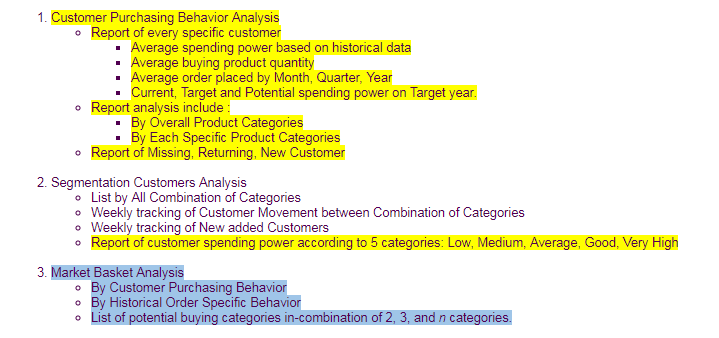 1. Customer Purchasing Behavior Analysis
Report of every specific customer
Average spending power based on historical data
Average buying product quantity
Average order placed by Month, Quarter, Year
Current, Target and Potential spending power on Target year.
Report analysis include :
By Overall Product Categories
By Each Specific Product Categories
Report of Missing, Returning, New Customer
2. Segmentation Customers Analysis
List by All Combination of Categories
Weekly tracking of Customer Movement between Combination of Categories
Weekly tracking of New added Customers
Report of customer spending power according to 5 categories: Low, Medium, Average, Good, Very High
3. Market Basket Analysis
By Customer Purchasing Behavior
By Historical Order Specific Behavior
List of potential buying categories in-combination of 2, 3, and n categories.